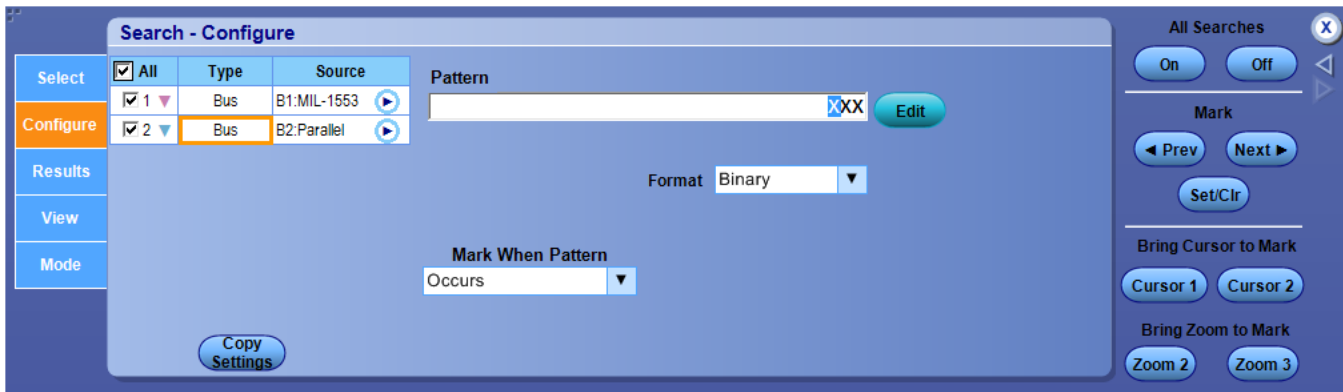 Search - Configure
Select
Configure
Results
View
Mode
All Type Source
1 Bus B1:MIL-1553
2 Bus B2:Parallel
Pattern
XXX
Edit
Format Binary
Mark When Pattern
Occurs
Copy
Settings
All Searches
X
On Off
Mark
Prev Next
Set/Clr
Bring Cursor to Mark
Cursor 1 Cursor 2
Bring Zoom to Mark
Zoom 2 Zoom 3